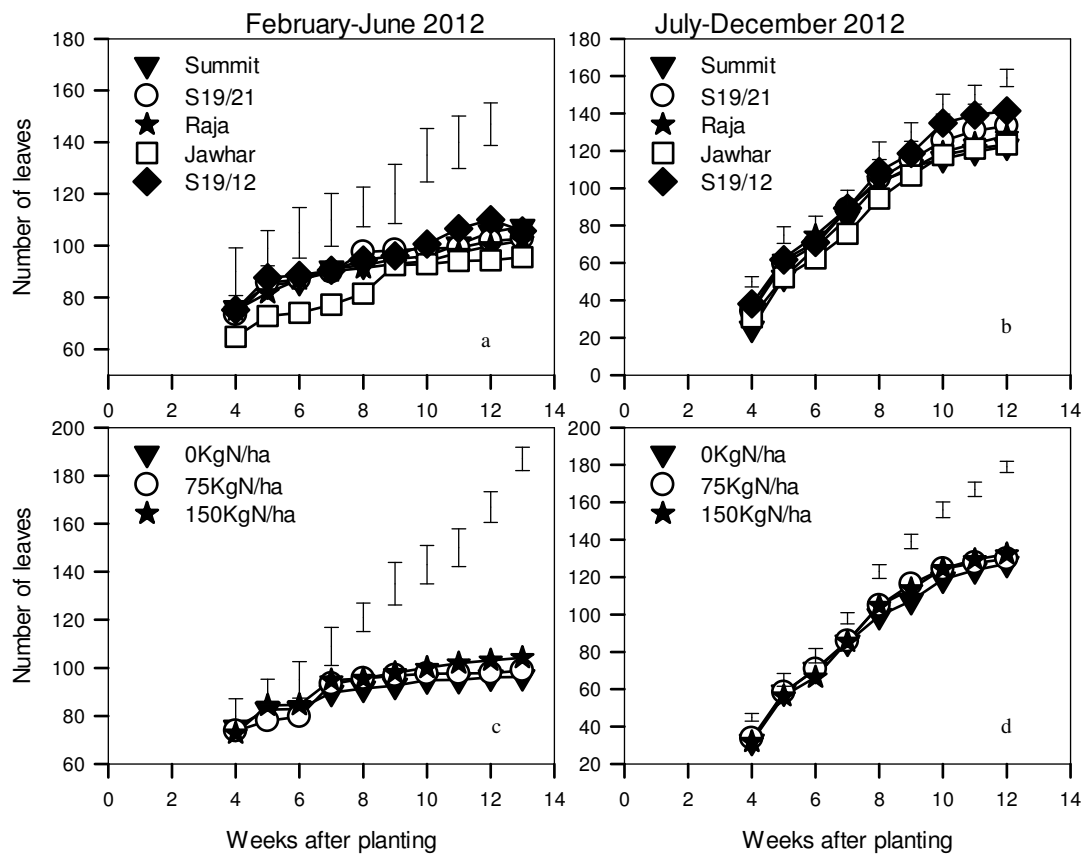 February-June 2012
July-December 2012
Number of leaves
180
160
140
120
100
80
60
Summit
S19/21
Raja
Jawhar
S19/12
a
0 2 4 6 8 10 12 14
180
160
140
120
100
80
60
40
20
0
Summit
S19/21
Raja
Jawhar
S19/12
b
0 2 4 6 8 10 12 14
Number of leaves
200
180
160
140
120
100
80
60
0KgN/ha
75KgN/ha
150KgN/ha
c
0 2 4 6 8 10 12 14
Weeks after planting
200
180
160
140
120
100
80
60
40
20
0KgN/ha
75KgN/ha
150KgN/ha
d
0 2 4 6 8 10 12 14
Weeks after planting